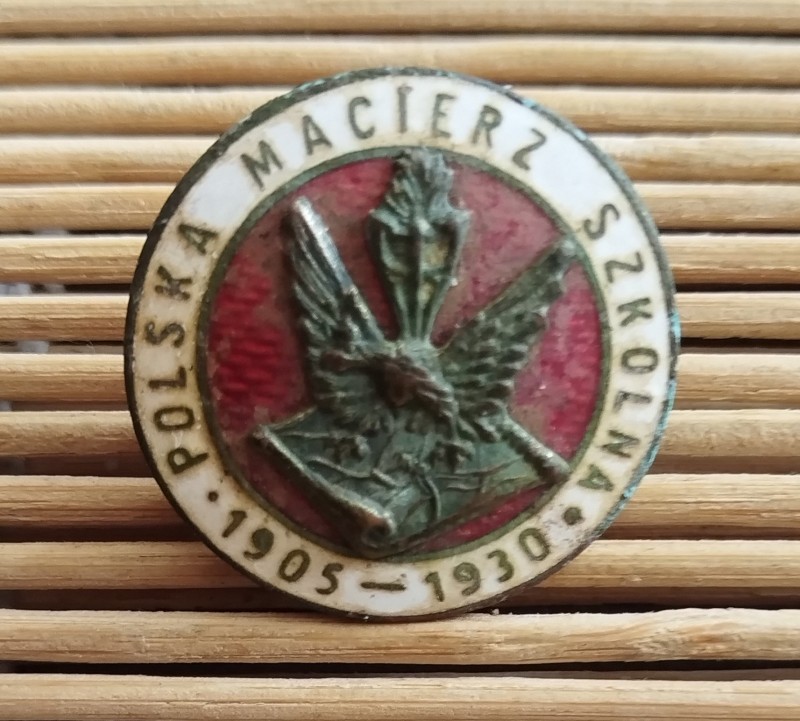 POLSKA MACIERZ SZKOLNA
• 1905 — 1930 •